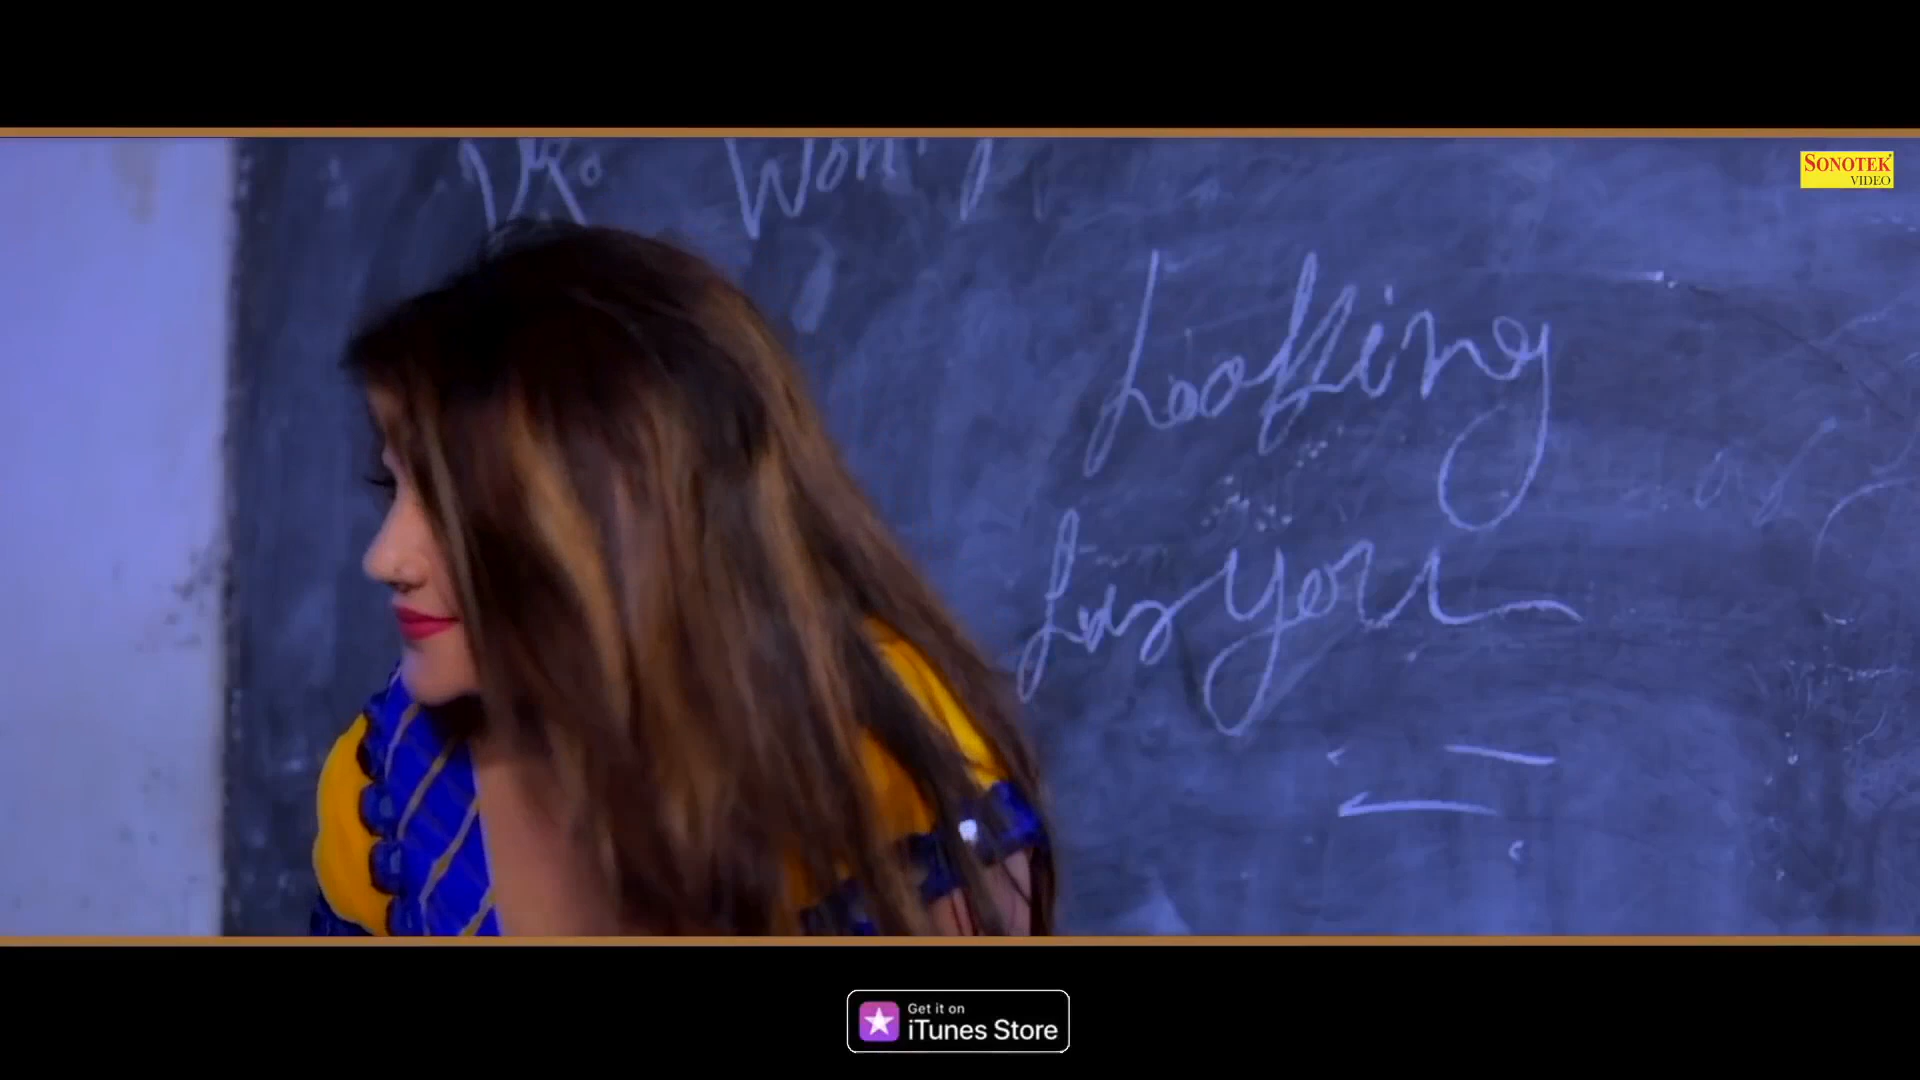 SONOTEK
VIDEO
Looking
for you
Get it on
iTunes Store